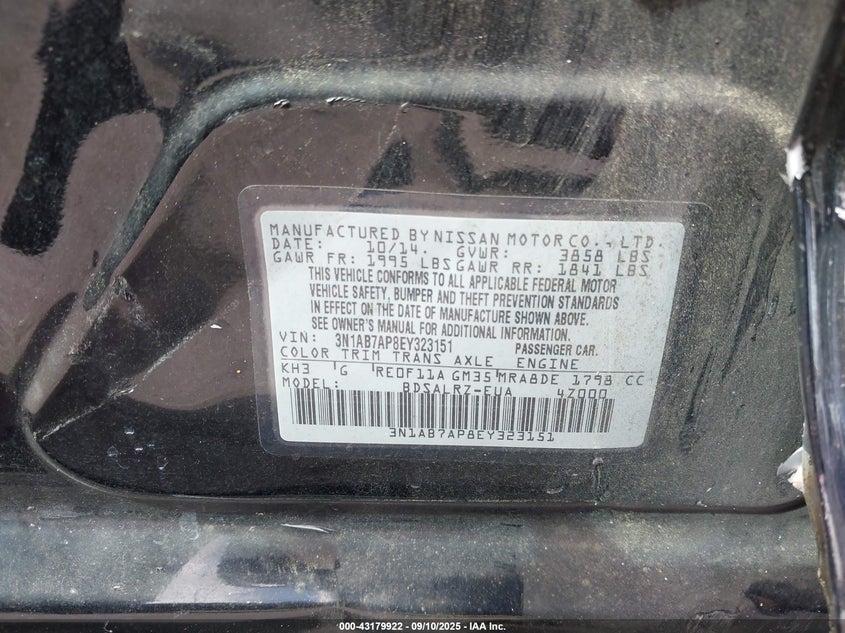 MANUFACTURED BY NISSAN MOTOR CO., LTD.
DATE: 10/14. GVWR: 3858 LBS
GAWR FR: 1995 LBS GAWR RR: 1841 LBS
THIS VEHICLE CONFORMS TO ALL APPLICABLE FEDERAL MOTOR
VEHICLE SAFETY, BUMPER AND THEFT PREVENTION STANDARDS
IN EFFECT ON THE DATE OF MANUFACTURE SHOWN ABOVE.
SEE OWNER'S MANUAL FOR ADDITIONAL INFORMATION.
VIN: 3N1AB7AP8EY323151 PASSENGER CAR.
COLOR TRIM TRANS AXLE ENGINE
KH3 'G RE0F11A GM35 MRA8DE 1798 CC
MODEL: BDSALRZ-EUA 4Z000
3N1AB7AP8EY323151
000-43179922 - 09/10/2025 - IAA Inc.